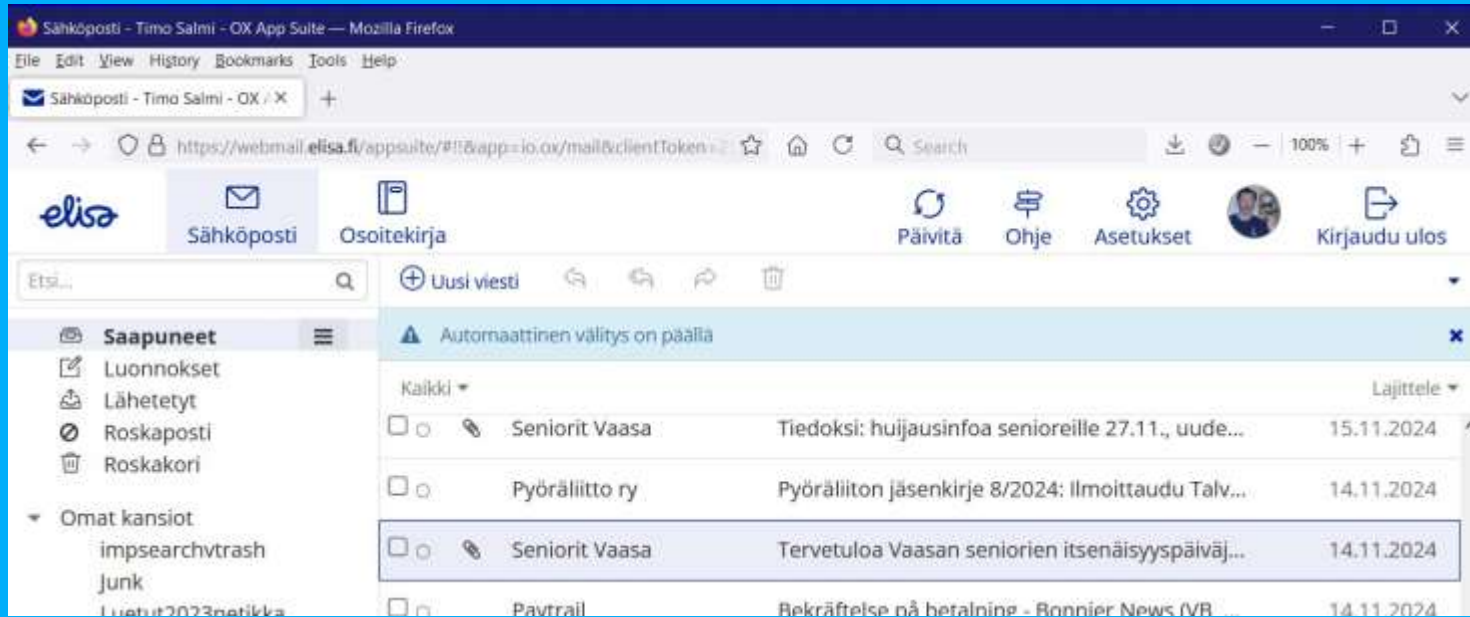 Sähköposti - Timo Salmi - OX App Suite — Mozilla Firefox
File Edit View History Bookmarks Tools Help
Sähköposti - Timo Salmi - OX /
https://webmail.elisa.fi/appsuite/#!!&app=io.ox/mail&clientToken= Search 100%
elisa Sähköposti Osoitekirja Päivitä Ohje Asetukset Kirjaudu ulos
Etsi... Uusi viesti
Saapuneet Automaattinen välitys on päällä
Luonnokset
Kaikki Lajittele
Lähetetyt
Roskaposti Seniorit Vaasa Tiedoksi: huijausinfoa senioreille 27.11., uude... 15.11.2024
Roskakori
Pyöräliitto ry Pyöräliiton jäsenkirje 8/2024: Ilmoittaudu Talv... 14.11.2024
Omat kansiot
impsearchvtrash Seniorit Vaasa Tervetuloa Vaasan seniorien itsenäisyyspäiväj... 14.11.2024
Junk
Luetut2023netikka Paytrail Bekräftelse på betalning - Bonnier News (VB, ... 14.11.2024